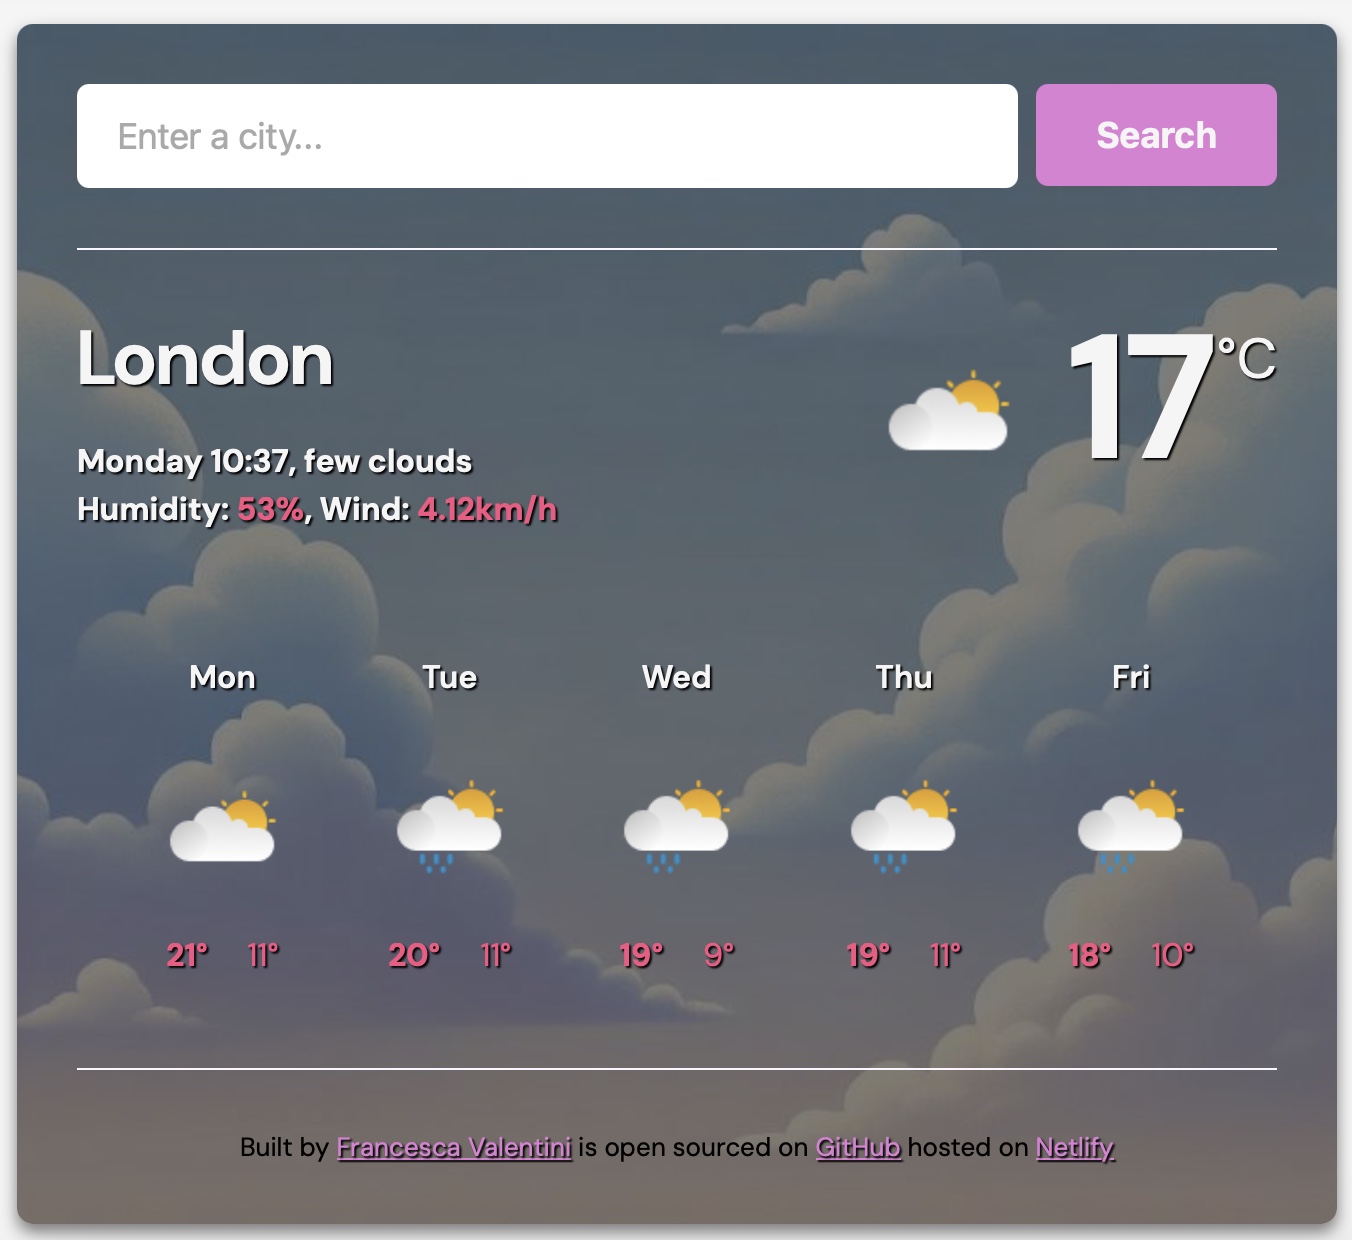 Enter a city...
Search
London
17°C
Monday 10:37, few clouds
Humidity: 53%, Wind: 4.12km/h
Mon Tue Wed Thu Fri
21° 11° 20° 11° 19° 9° 19° 11° 18° 10°
Built by Francesca Valentini is open sourced on GitHub hosted on Netlify